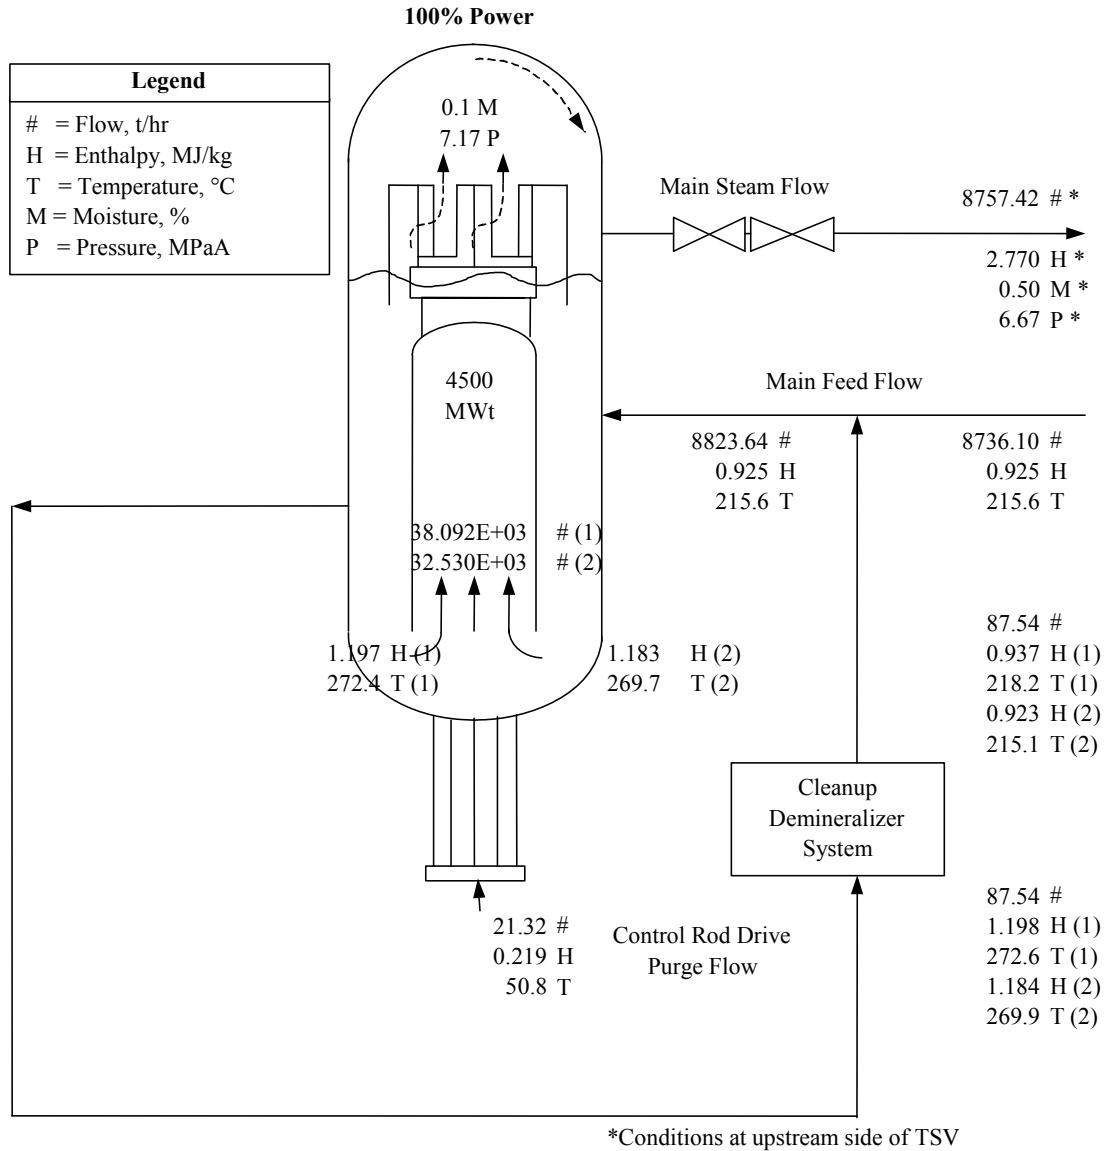 100% Power
Legend
# = Flow, t/hr
H = Enthalpy, MJ/kg
T = Temperature, °C
M = Moisture, %
P = Pressure, MPaA
0.1 M
7.17 P
Main Steam Flow
8757.42 # *
2.770 H *
0.50 M *
6.67 P *
4500
MWt
Main Feed Flow
8823.64 #
0.925 H
215.6 T
8736.10 #
0.925 H
215.6 T
38.092E+03 # (1)
32.530E+03 # (2)
1.197 H (1)
272.4 T (1)
1.183 H (2)
269.7 T (2)
87.54 #
0.937 H (1)
218.2 T (1)
0.923 H (2)
215.1 T (2)
Cleanup
Demineralizer
System
21.32 #
0.219 H
50.8 T
Control Rod Drive
Purge Flow
87.54 #
1.198 H (1)
272.6 T (1)
1.184 H (2)
269.9 T (2)
*Conditions at upstream side of TSV